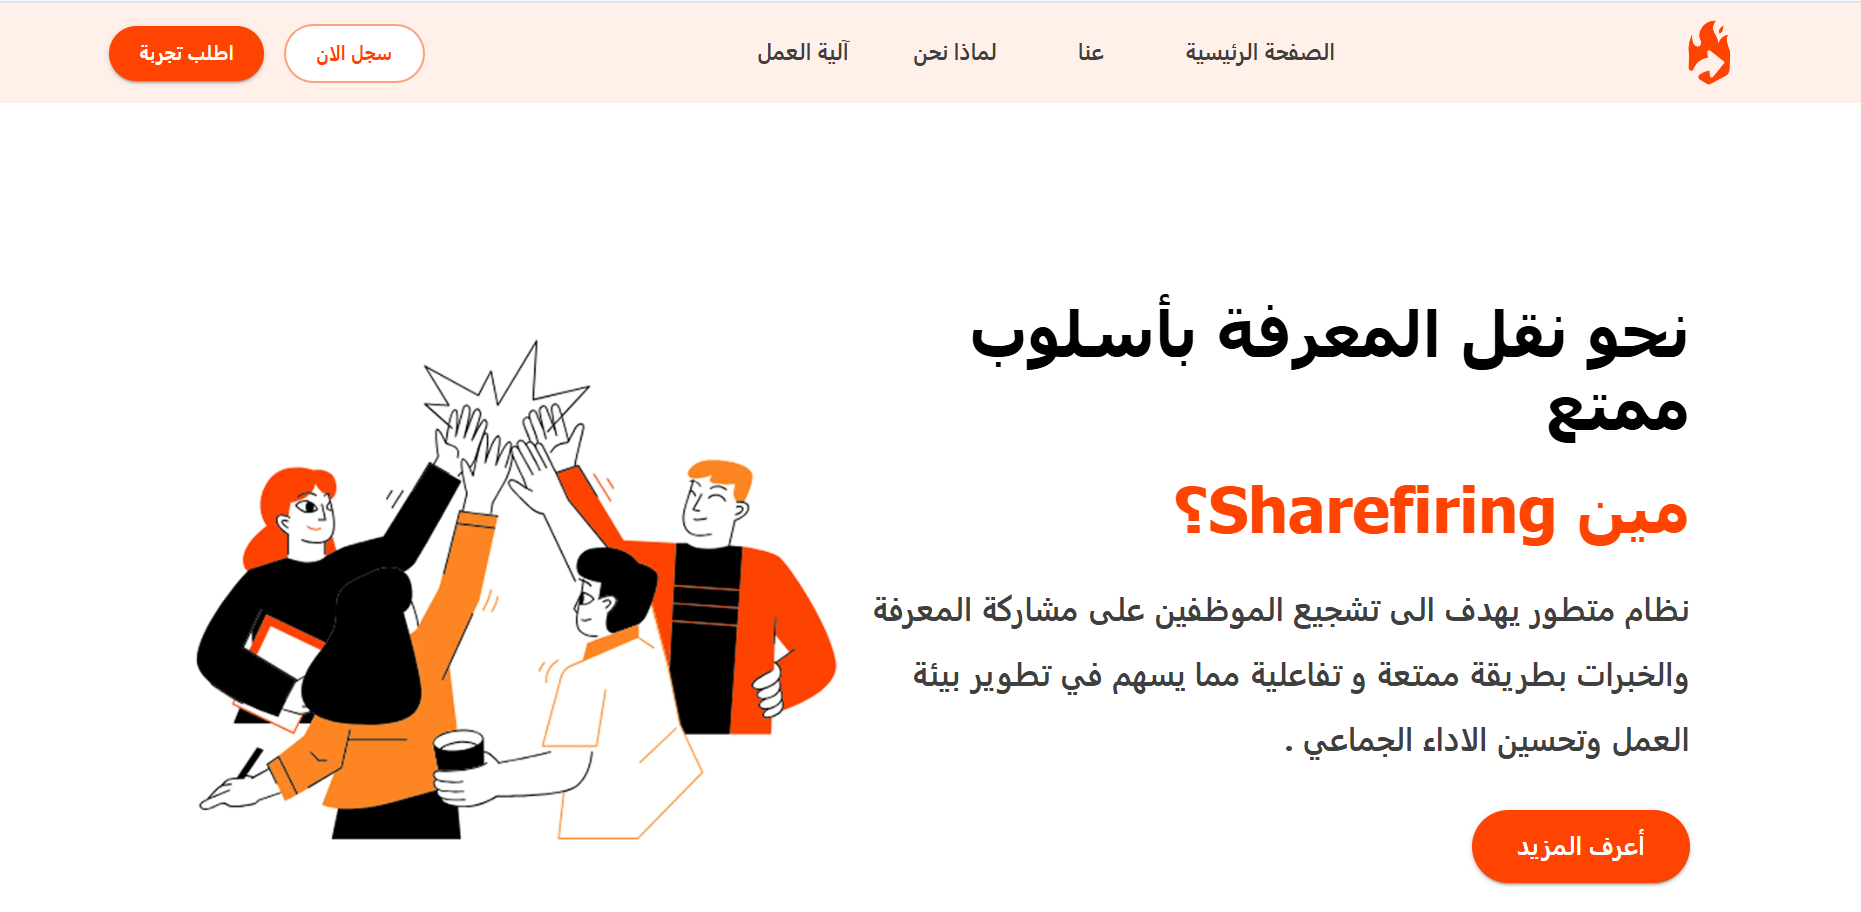 الصفحة الرئيسية
عنا
لماذا نحن
آلية العمل
سجل الان
اطلب تجربة
نحو نقل المعرفة بأسلوب
ممتع
مين Sharefiring؟
نظام متطور يهدف الى تشجيع الموظفين على مشاركة المعرفة
والخبرات بطريقة ممتعة و تفاعلية مما يسهم في تطوير بيئة
العمل وتحسين الاداء الجماعي .
أعرف المزيد